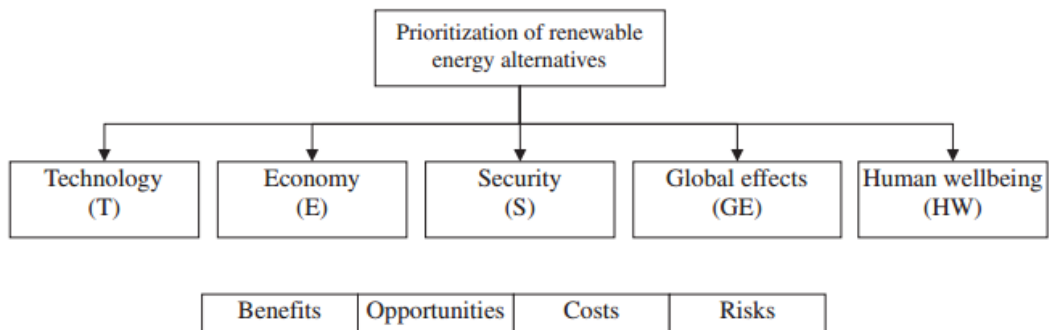 Prioritization of renewable
energy alternatives
Technology
(T)
Economy
(E)
Security
(S)
Global effects
(GE)
Human wellbeing
(HW)
Benefits
Opportunities
Costs
Risks